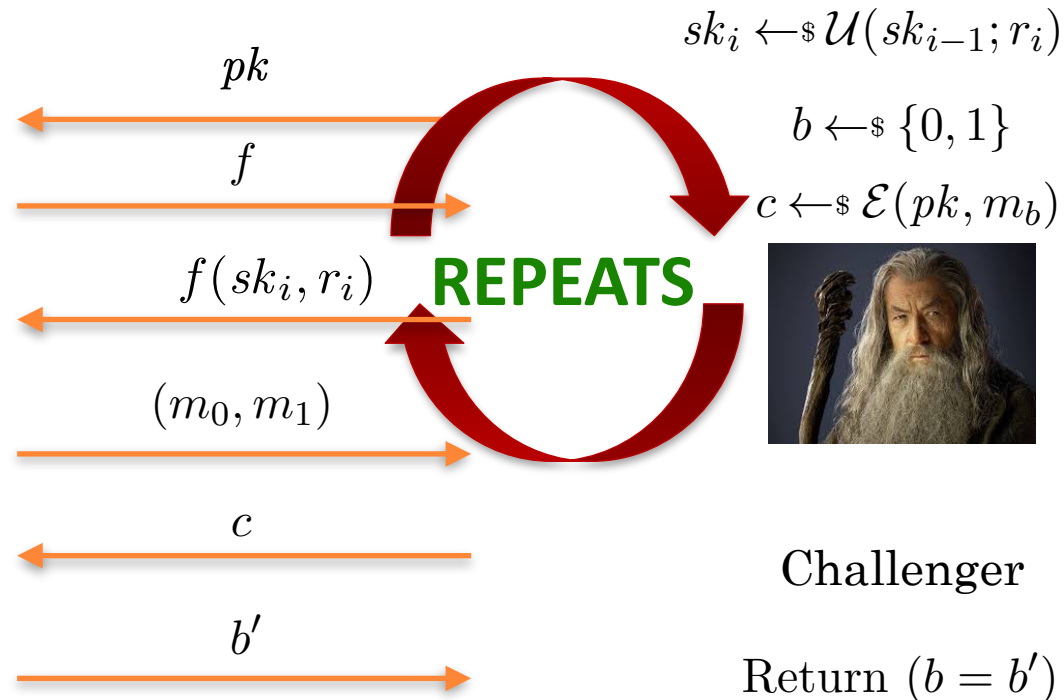 sk_i ←$ 𝒰(sk_{i−1}; r_i)
pk
b ←$ {0, 1}
f
c ←$ ℰ(pk, m_b)
f(sk_i, r_i)
REPEATS
(m_0, m_1)
c
Challenger
b′
Return (b = b′)